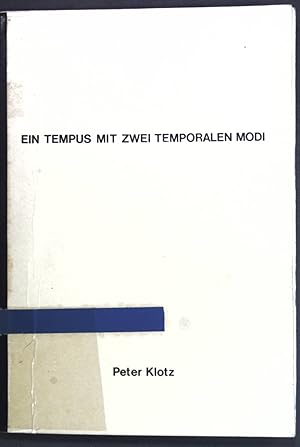 EIN TEMPUS MIT ZWEI TEMPORALEN MODI
Peter Klotz